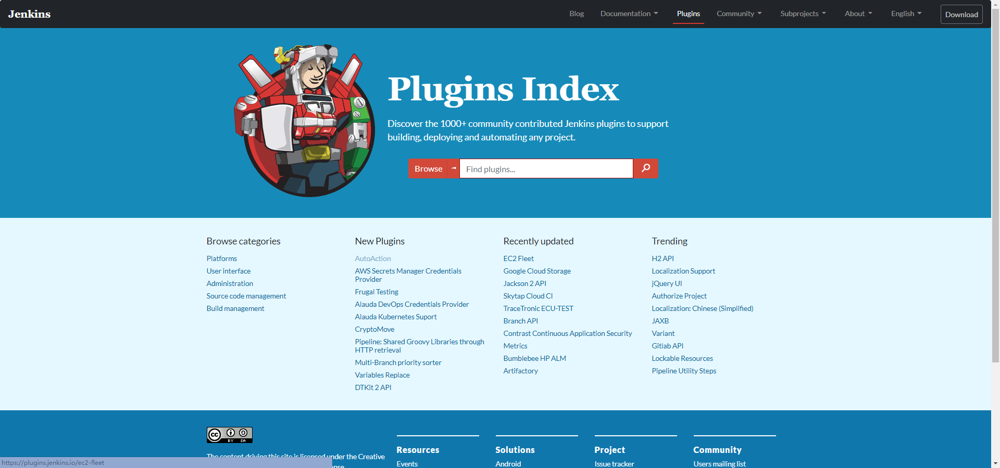 Jenkins
Blog
Documentation
Plugins
Community
Subprojects
About
English
Download
Plugins Index
Discover the 1000+ community contributed Jenkins plugins to support
building, deploying and automating any project.
Browse
Find plugins...
Browse categories
Platforms
User interface
Administration
Source code management
Build management
New Plugins
AutoAction
AWS Secrets Manager Credentials
Provider
Frugal Testing
Alauda DevOps Credentials Provider
Alauda Kubernetes Suport
CryptoMove
Pipeline: Shared Groovy Libraries through
HTTP retrieval
Multi-Branch priority sorter
Variables Replace
DTKit 2 API
Recently updated
EC2 Fleet
Google Cloud Storage
Jackson 2 API
Skytap Cloud CI
TraceTronic ECU-TEST
Branch API
Contrast Continuous Application Security
Metrics
Bumblebee HP ALM
Artifactory
Trending
H2 API
Localization Support
jQuery UI
Authorize Project
Localization: Chinese (Simplified)
JAXB
Variant
Gitlab API
Lockable Resources
Pipeline Utility Steps
cc
BY SA
The content driving this site is licensed under the Creative
Resources
Events
Solutions
Android
Project
Issue tracker
Community
Users mailing list
https://plugins.jenkins.io/ec2-fleet